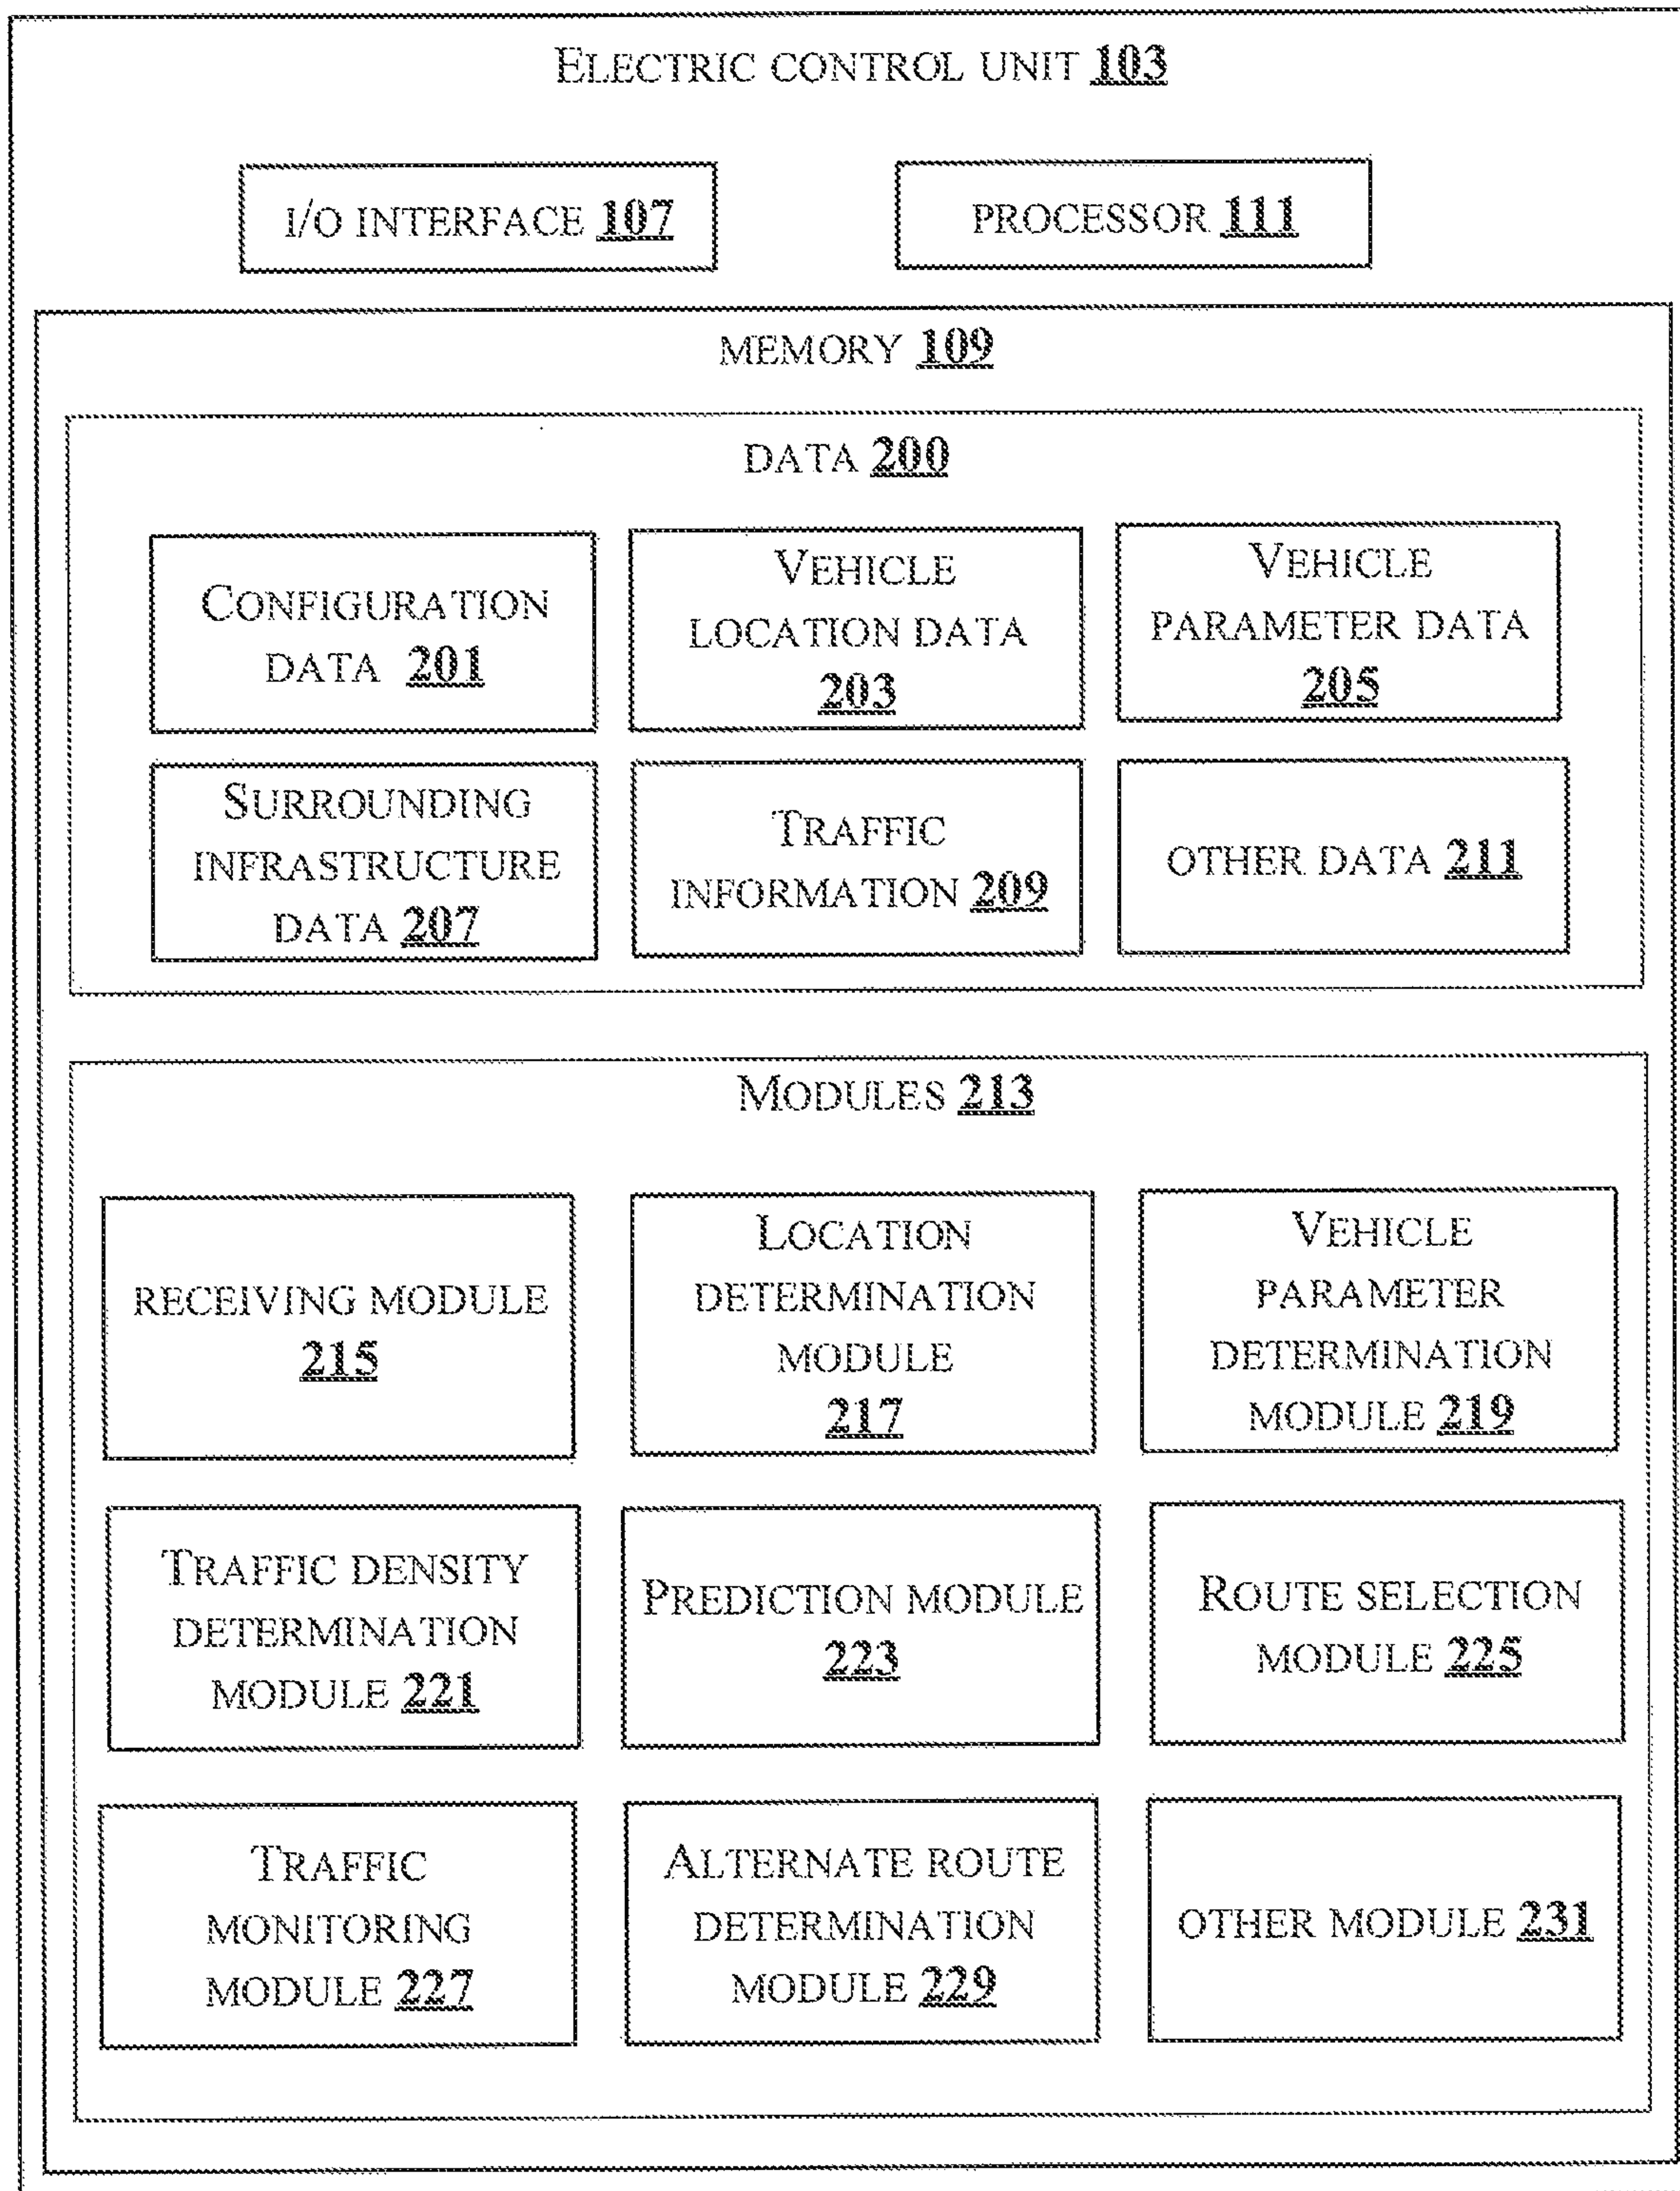 ELECTRIC CONTROL UNIT 103
I/O INTERFACE 107
PROCESSOR 111
MEMORY 109
DATA 200
CONFIGURATION
DATA 201
VEHICLE
LOCATION DATA
203
VEHICLE
PARAMETER DATA
205
SURROUNDING
INFRASTRUCTURE
DATA 207
TRAFFIC
INFORMATION 209
OTHER DATA 211
MODULES 213
RECEIVING MODULE
215
LOCATION
DETERMINATION
MODULE
217
VEHICLE
PARAMETER
DETERMINATION
MODULE 219
TRAFFIC DENSITY
DETERMINATION
MODULE 221
PREDICTION MODULE
223
ROUTE SELECTION
MODULE 225
TRAFFIC
MONITORING
MODULE 227
ALTERNATE ROUTE
DETERMINATION
MODULE 229
OTHER MODULE 231